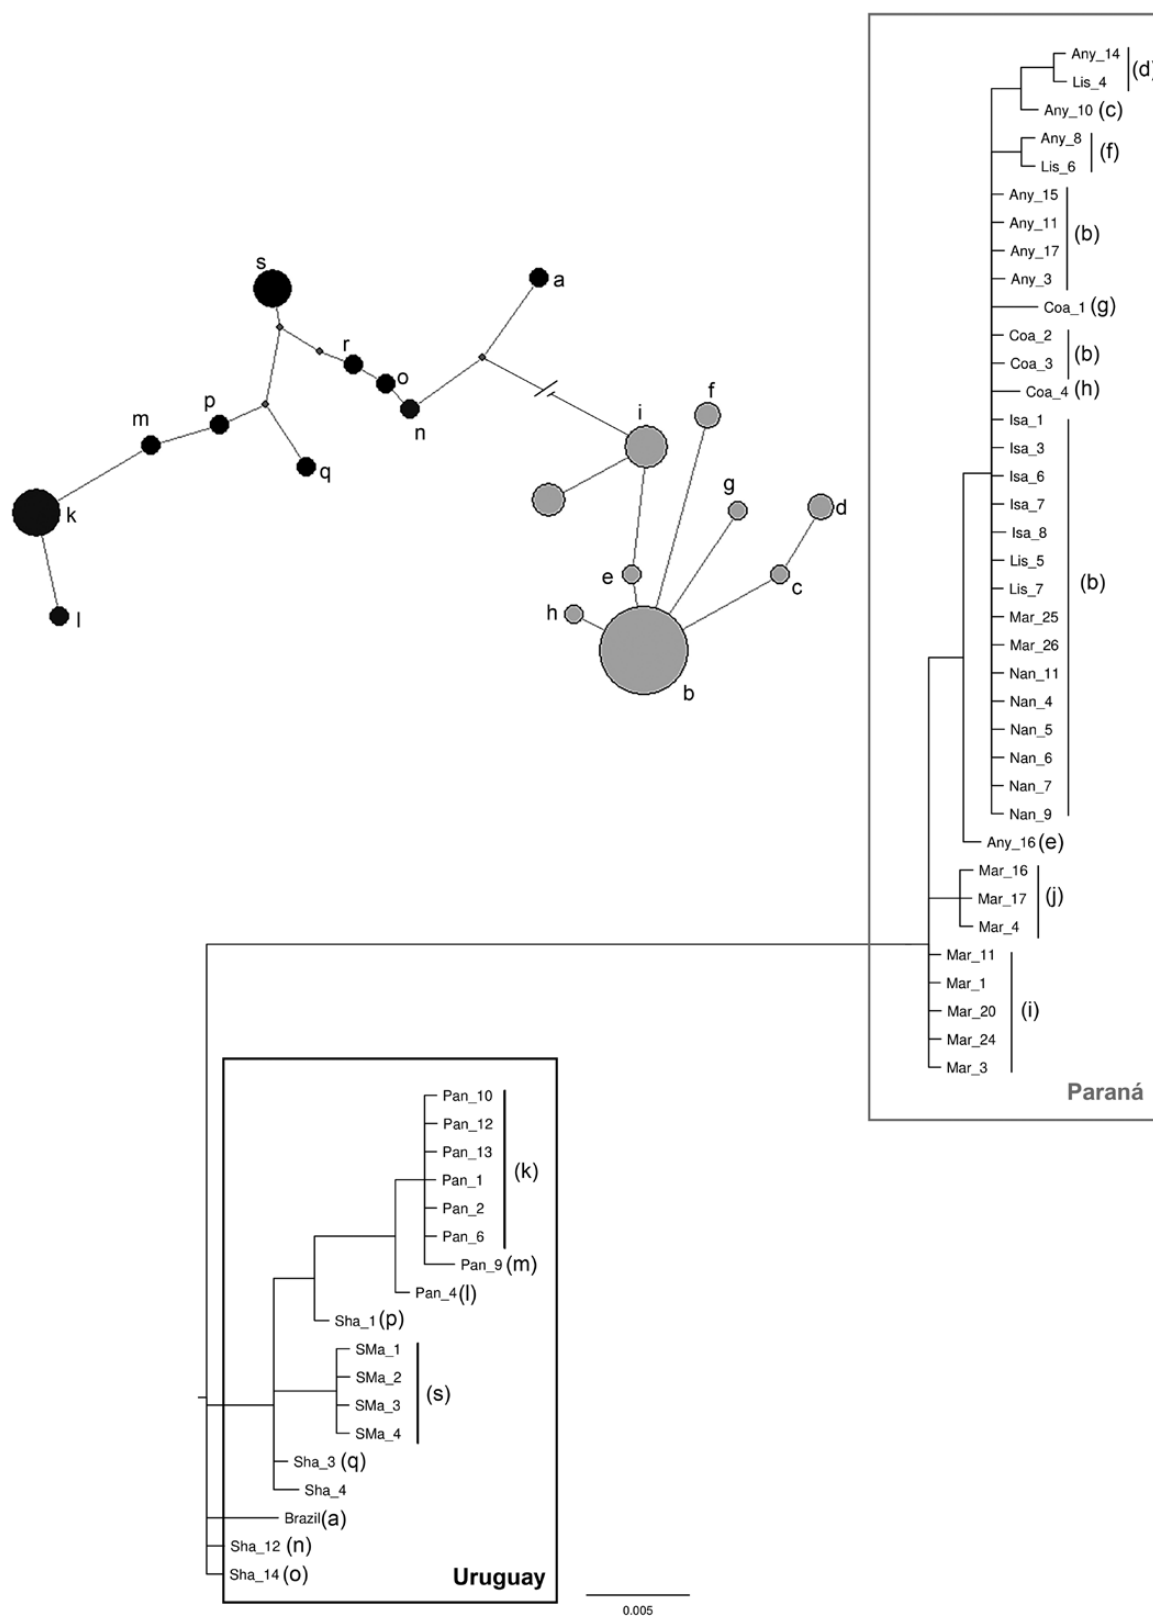 s
a
r
o
n
p
m
q
k
l
i
f
g
d
e
c
h
b
Any_14
Lis_4
(d)
Any_10 (c)
Any_8
Lis_6
(f)
Any_15
Any_11
Any_17
Any_3
(b)
Coa_1 (g)
Coa_2
Coa_3
(b)
Coa_4 (h)
Isa_1
Isa_3
Isa_6
Isa_7
Isa_8
Lis_5
Lis_7
Mar_25
Mar_26
Nan_11
Nan_4
Nan_5
Nan_6
Nan_7
Nan_9
(b)
Any_16 (e)
Mar_16
Mar_17
Mar_4
(j)
Mar_11
Mar_1
Mar_20
Mar_24
Mar_3
(i)
Paraná
Pan_10
Pan_12
Pan_13
Pan_1
Pan_2
Pan_6
(k)
Pan_9 (m)
Pan_4 (l)
Sha_1 (p)
SMa_1
SMa_2
SMa_3
SMa_4
(s)
Sha_3 (q)
Sha_4
Brazil (a)
Sha_12 (n)
Sha_14 (o)
Uruguay
0.005